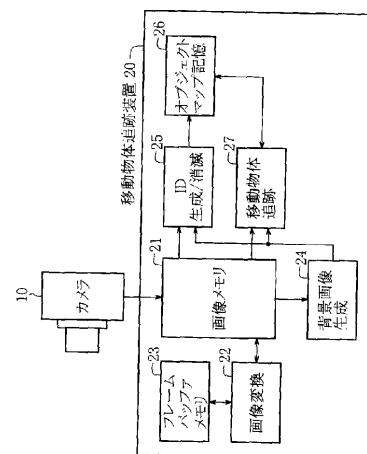 10
カメラ
移動物体追跡装置 20
23
フレーム
バッファ
メモリ
22
画像変換
21
画像メモリ
25
ID
生成/消滅
26
オブジェクト
マップ記憶
27
移動物体
追跡
24
背景画像
生成